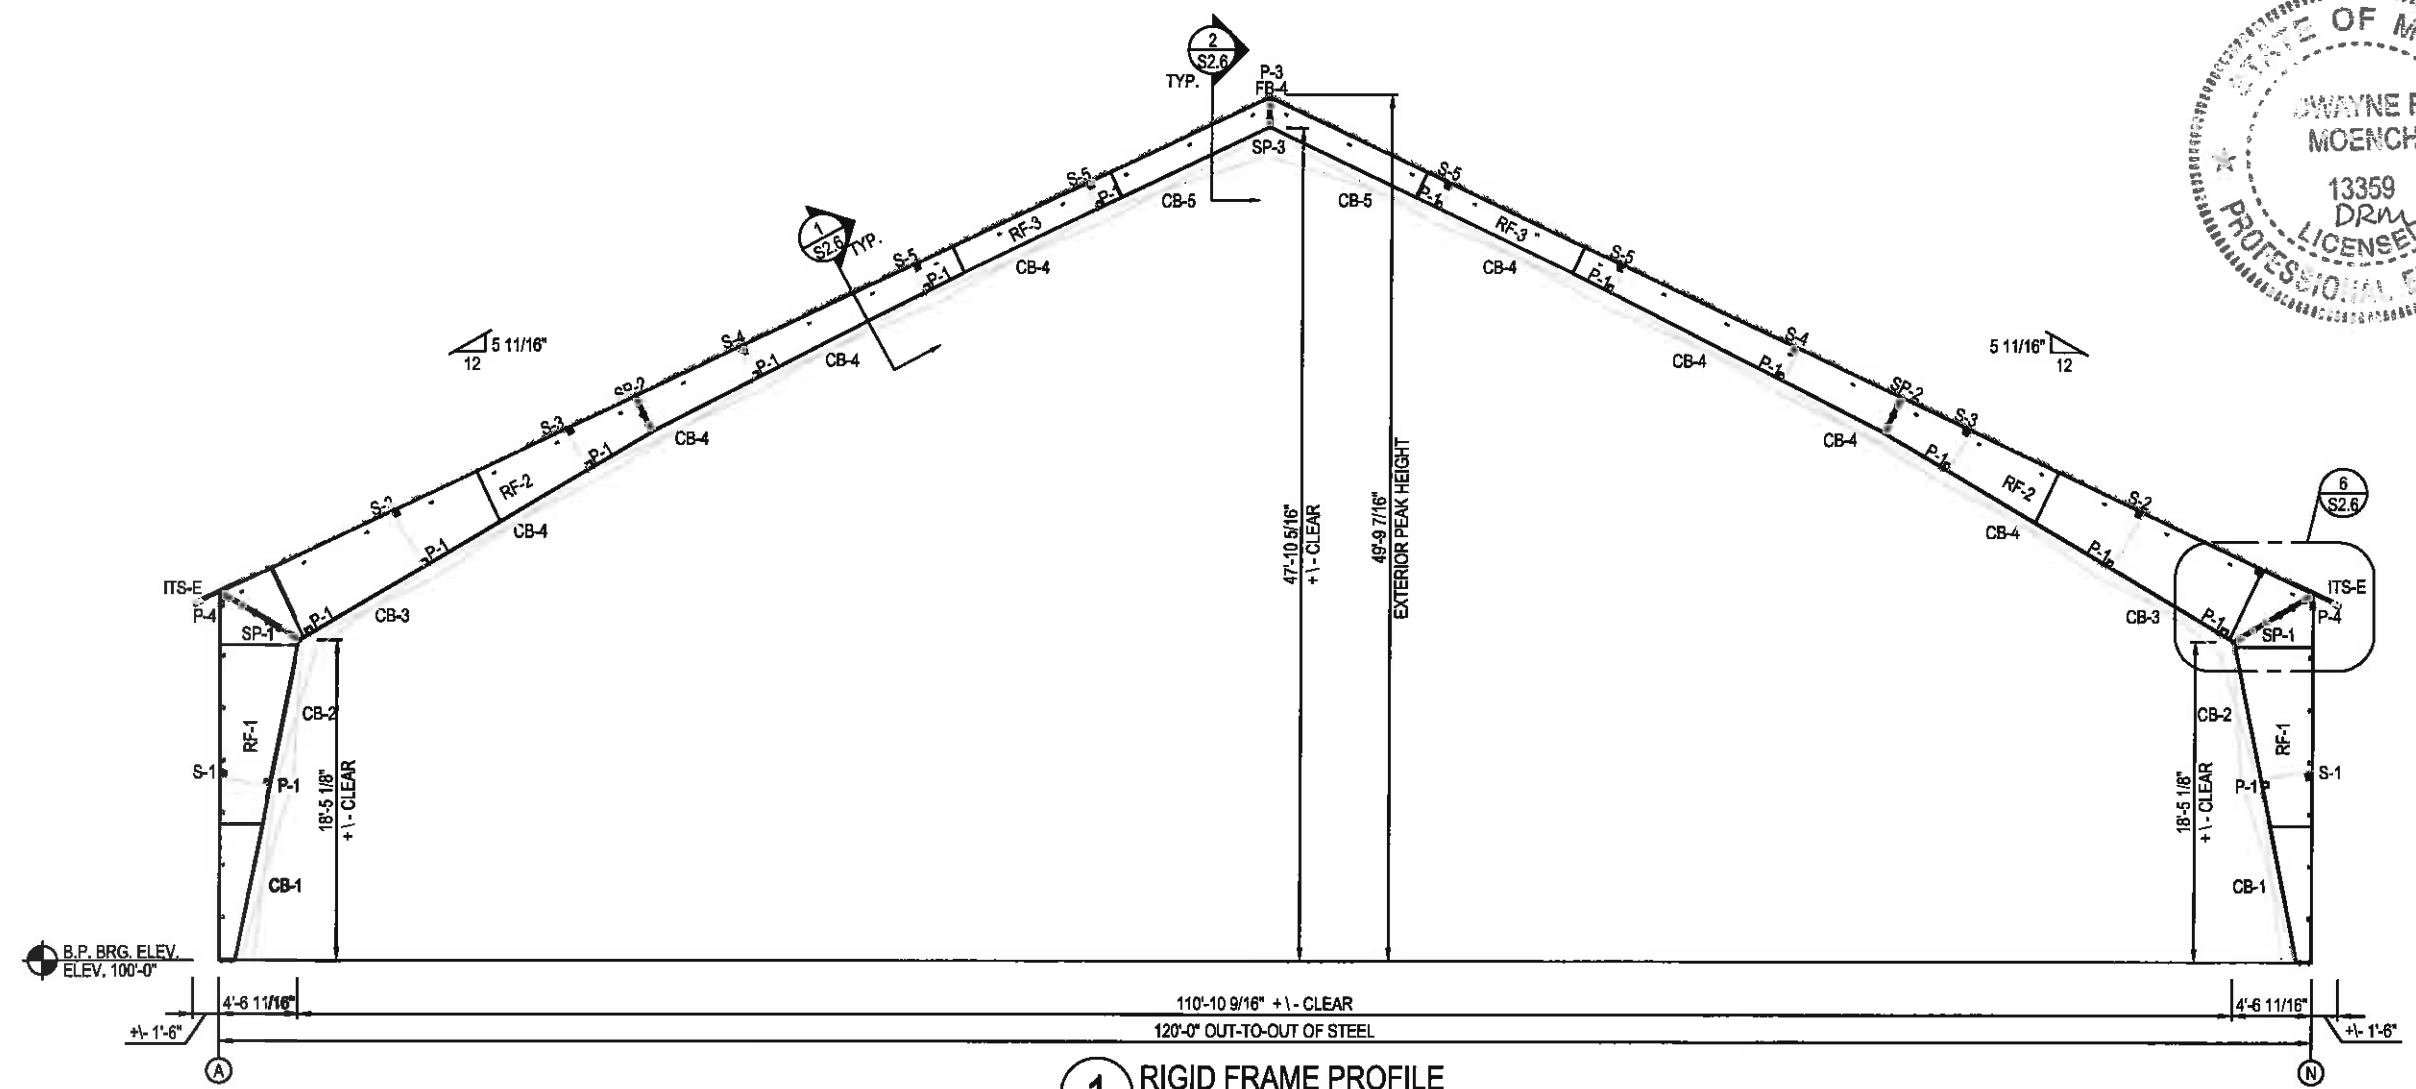 2
S2.6
TYP.
P-3
FB-4
SP-3
STATE OF
DWAYNE
MOENCH
13359
DRM
LICENSED
PROFESSIONAL
S-5
P-1
CB-5
CB-5
P-1
S-5
1
S2.6
TYP.
S-5
P-1
RF-3
CB-4
CB-4
RF-3
P-1
S-5
5 11/16"
12
S-4
P-1
CB-4
CB-4
P-1
S-4
5 11/16"
12
SP-2
S-3
P-1
CB-4
CB-4
P-1
SP-2
S-3
S-2
P-1
RF-2
CB-4
CB-4
RF-2
P-1
S-2
6
S2.6
47'-10 5/16"
+\- CLEAR
49'-9 7/16"
EXTERIOR PEAK HEIGHT
ITS-E
P-4
SP-1
P-1
CB-3
CB-3
P-1
SP-1
ITS-E
P-4
RF-1
CB-2
CB-2
RF-1
S-1
P-1
18'-5 1/8"
+\- CLEAR
18'-5 1/8"
+\- CLEAR
P-1
S-1
CB-1
CB-1
B.P. BRG. ELEV.
ELEV. 100'-0"
4'-6 11/16"
110'-10 9/16" +\- CLEAR
4'-6 11/16"
+\- 1'-6"
120'-0" OUT-TO-OUT OF STEEL
+\- 1'-6"
A
1
RIGID FRAME PROFILE
N